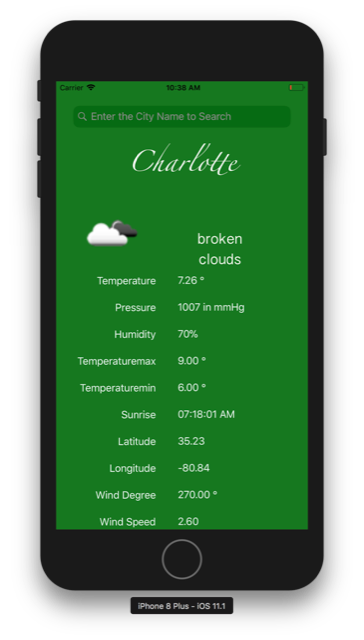 Carrier 10:38 AM
Enter the City Name to Search
Charlotte
broken
clouds
Temperature 7.26 °
Pressure 1007 in mmHg
Humidity 70%
Temperaturemax 9.00 °
Temperaturemin 6.00 °
Sunrise 07:18:01 AM
Latitude 35.23
Longitude -80.84
Wind Degree 270.00 °
Wind Speed 2.60
iPhone 8 Plus - iOS 11.1